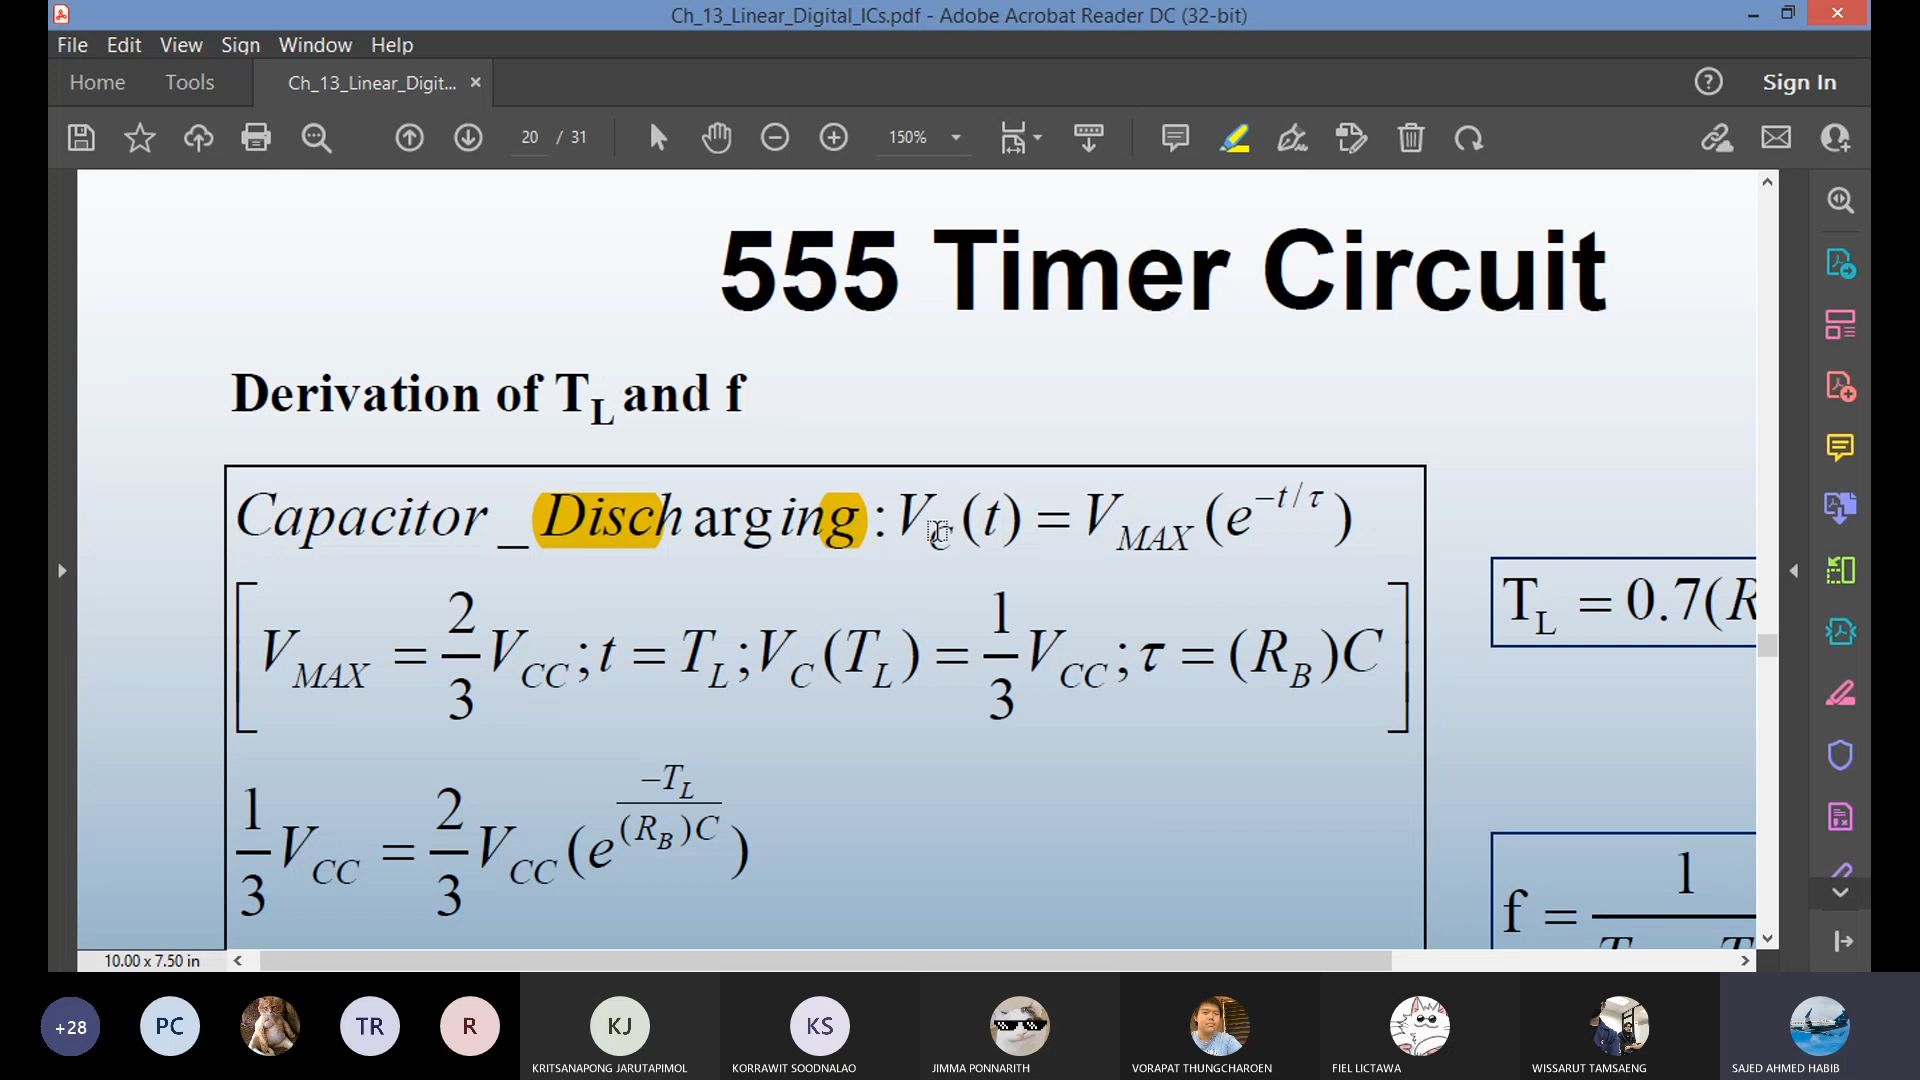 Ch_13_Linear_Digital_ICs.pdf - Adobe Acrobat Reader DC (32-bit)
File Edit View Sign Window Help
Home Tools Ch_13_Linear_Digit... × Sign In
20 / 31 150%
555 Timer Circuit
Derivation of T_L and f
Capacitor _ Discharging : V_C(t) = V_MAX(e^{-t/τ})
[V_MAX = 2/3 V_CC; t = T_L; V_C(T_L) = 1/3 V_CC; τ = (R_B)C]
1/3 V_CC = 2/3 V_CC(e^{-T_L/(R_B)C})
T_L = 0.7(R
f = 1
10.00 x 7.50 in
+28 PC TR R KJ KS
KRITSANAPONG JARUTAPIMOL KORRAWIT SOODNALAO JIMMA PONNARITH VORAPAT THUNGCHAROEN FIEL LICTAWA WISSARUT TAMSAENG SAJED AHMED HABIB